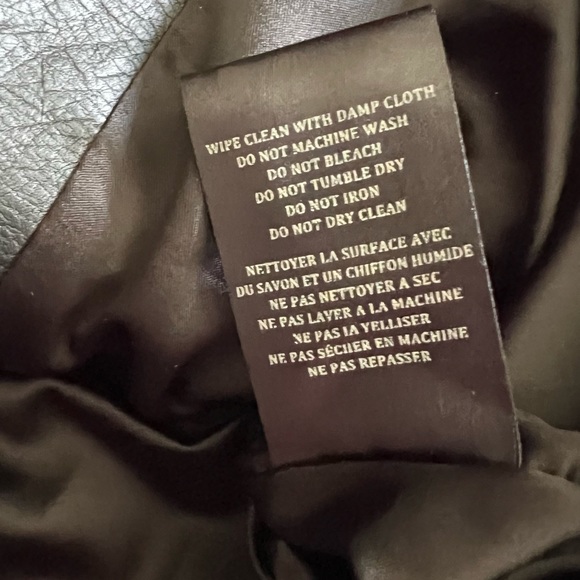 WIPE CLEAN WITH DAMP CLOTH
DO NOT MACHINE WASH
DO NOT BLEACH
DO NOT TUMBLE DRY
DO NOT IRON
DO NOT DRY CLEAN
NETTOYER LA SURFACE AVEC
DU SAVON ET UN CHIFFON HUMIDE
NE PAS NETTOYER A SEC
NE PAS LAVER A LA MACHINE
NE PAS JA YELLISER
NE PAS SÉCHER EN MACHINE
NE PAS REPASSER